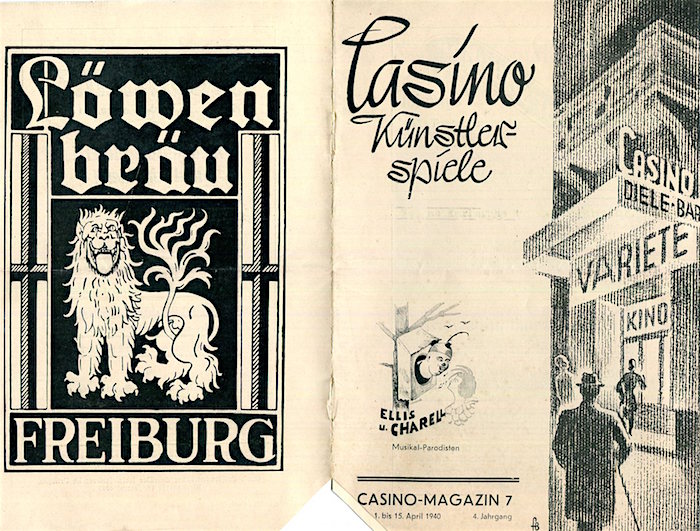 Löwen
bräu
FREIBURG
Casino
Künstler-
spiele
CASINO
DIELE-BAR
VARIETE
KINO
ELLIS
u. CHARELL
Musikal-Parodisten
CASINO-MAGAZIN 7
1. bis 15. April 1940 4. Jahrgang